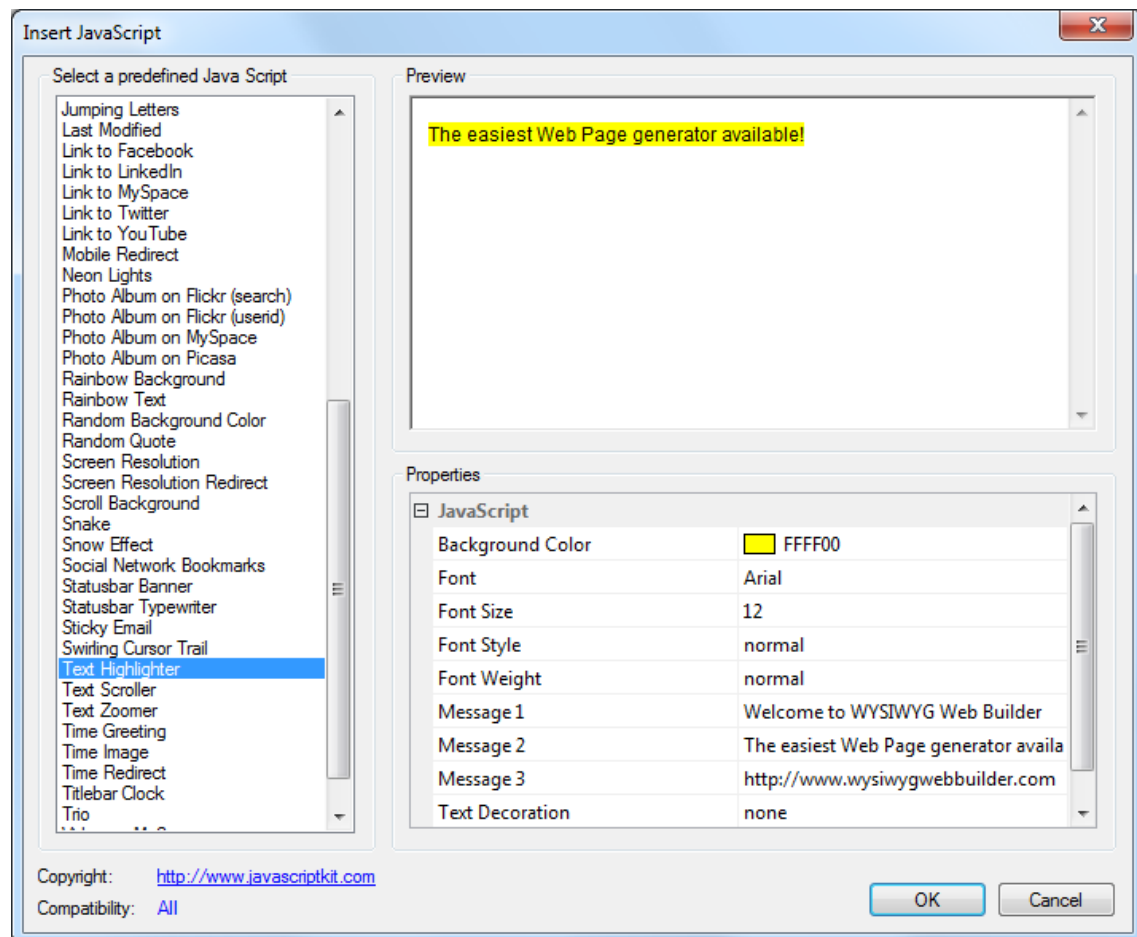 Insert JavaScript
Select a predefined Java Script
Jumping Letters
Last Modified
Link to Facebook
Link to LinkedIn
Link to MySpace
Link to Twitter
Link to YouTube
Mobile Redirect
Neon Lights
Photo Album on Flickr (search)
Photo Album on Flickr (userid)
Photo Album on MySpace
Photo Album on Picasa
Rainbow Background
Rainbow Text
Random Background Color
Random Quote
Screen Resolution
Screen Resolution Redirect
Scroll Background
Snake
Snow Effect
Social Network Bookmarks
Statusbar Banner
Statusbar Typewriter
Sticky Email
Swirling Cursor Trail
Text Highlighter
Text Scroller
Text Zoomer
Time Greeting
Time Image
Time Redirect
Titlebar Clock
Trio
Preview
The easiest Web Page generator available!
Properties
JavaScript
Background Color FFFF00
Font Arial
Font Size 12
Font Style normal
Font Weight normal
Message 1 Welcome to WYSIWYG Web Builder
Message 2 The easiest Web Page generator availa
Message 3 http://www.wysiwygwebbuilder.com
Text Decoration none
Copyright: http://www.javascriptkit.com
Compatibility: All
OK Cancel